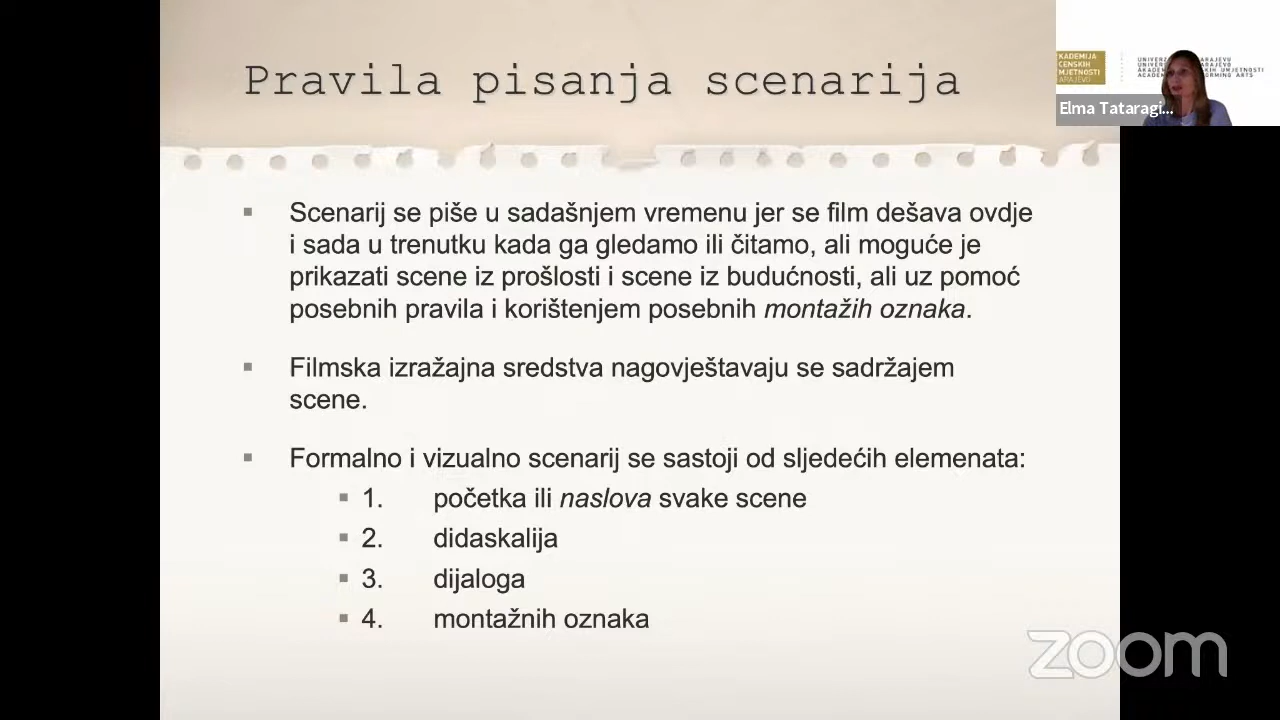 Pravila pisanja scenarija
KADEMIJA
CENSKIH
MJETNOSTI
Elma Tataragi...
Scenarij se piše u sadašnjem vremenu jer se film dešava ovdje
i sada u trenutku kada ga gledamo ili čitamo, ali moguće je
prikazati scene iz prošlosti i scene iz budućnosti, ali uz pomoć
posebnih pravila i korištenjem posebnih montažih oznaka.
Filmska izražajna sredstva nagovještavaju se sadržajem
scene.
Formalno i vizualno scenarij se sastoji od sljedećih elemenata:
1. početka ili naslova svake scene
2. didaskalija
3. dijaloga
4. montažnih oznaka
zoom